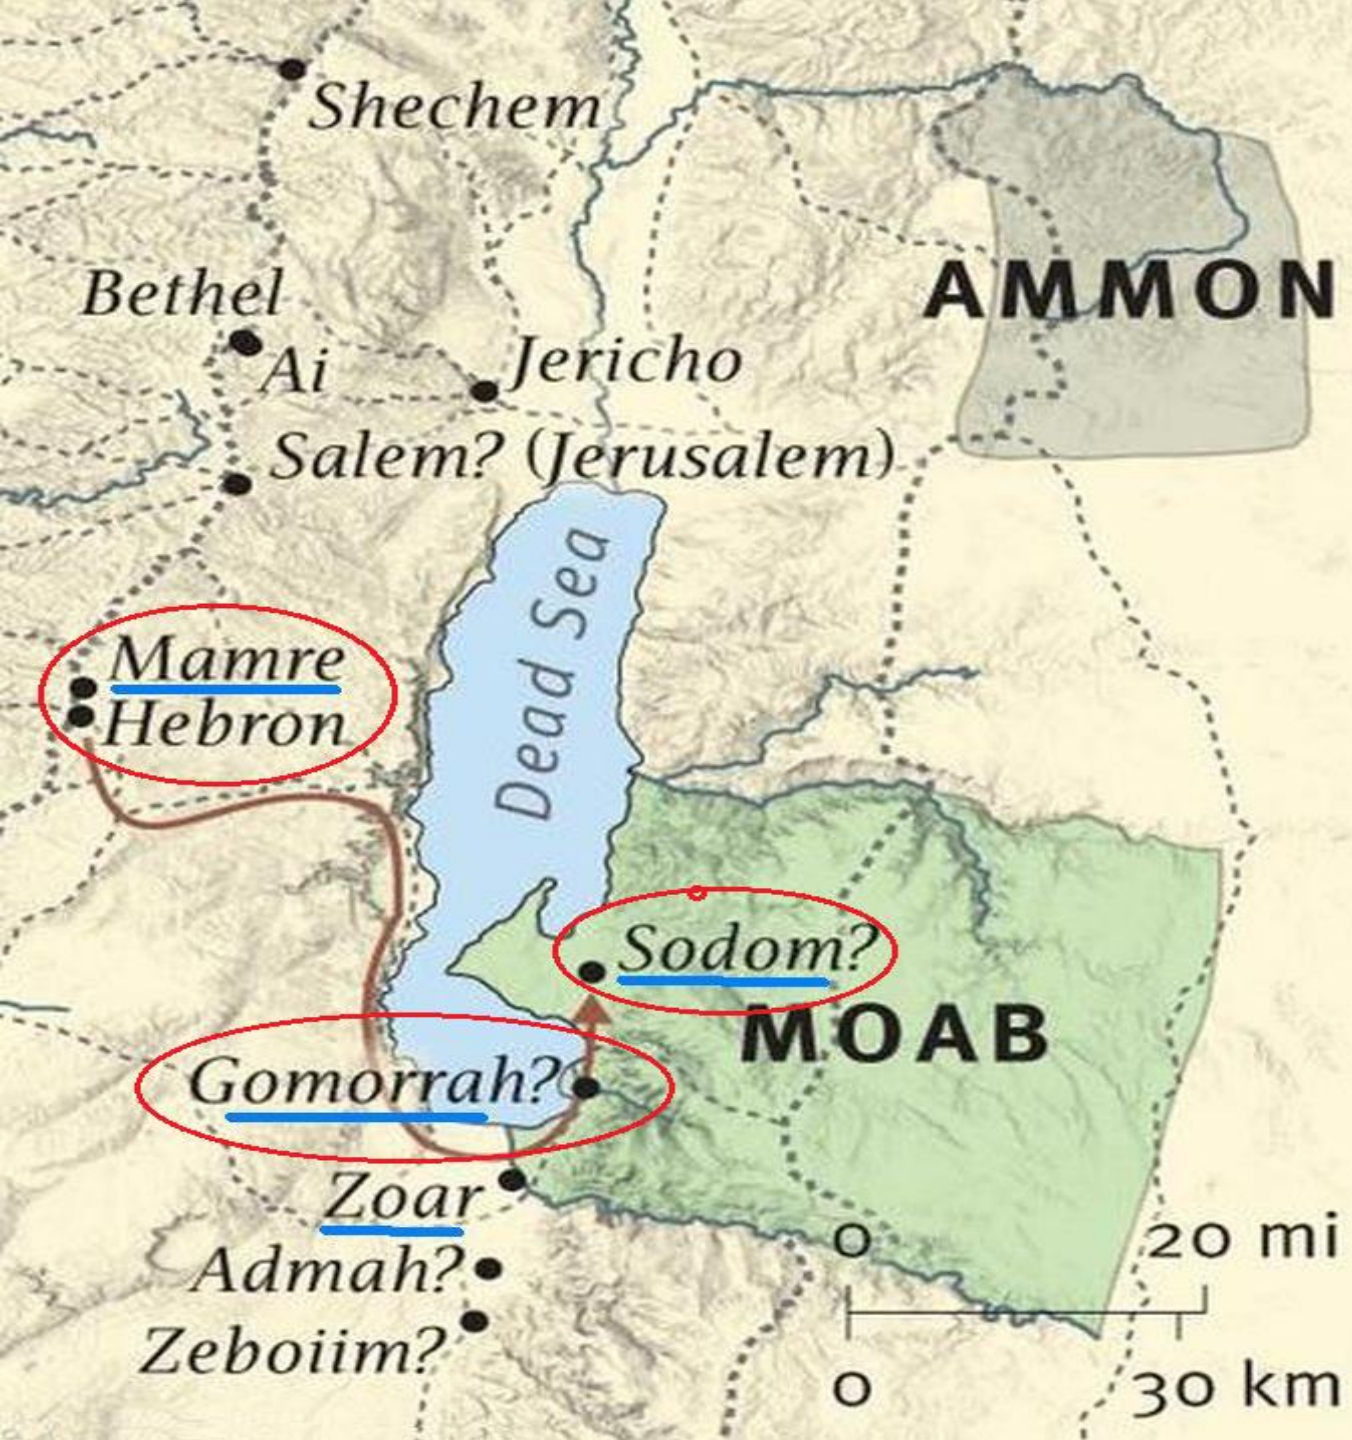 Shechem
AMMON
Bethel
Ai
Jericho
Salem? (Jerusalem)
Dead Sea
Mamre
Hebron
Sodom?
MOAB
Gomorrah?
Zoar
Admah?
Zeboiim?
0 20 mi
0 30 km